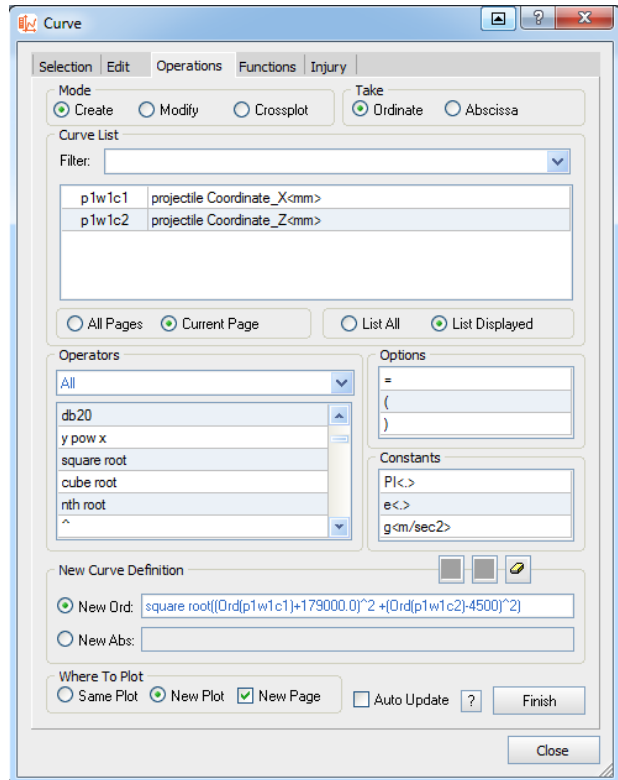 Curve
?
Selection Edit Operations Functions Injury
Mode Take
Create Modify Crossplot Ordinate Abscissa
Curve List
Filter:
p1w1c1 projectile Coordinate_X<mm>
p1w1c2 projectile Coordinate_Z<mm>
All Pages Current Page List All List Displayed
Operators Options
All =
db20 (
y pow x )
square root Constants
cube root PI<.>
nth root e<.>
^ g<m/sec2>
New Curve Definition
New Ord: square root((Ord(p1w1c1)+179000.0)^2 +(Ord(p1w1c2)-4500)^2)
New Abs:
Where To Plot
Same Plot New Plot New Page Auto Update ? Finish
Close